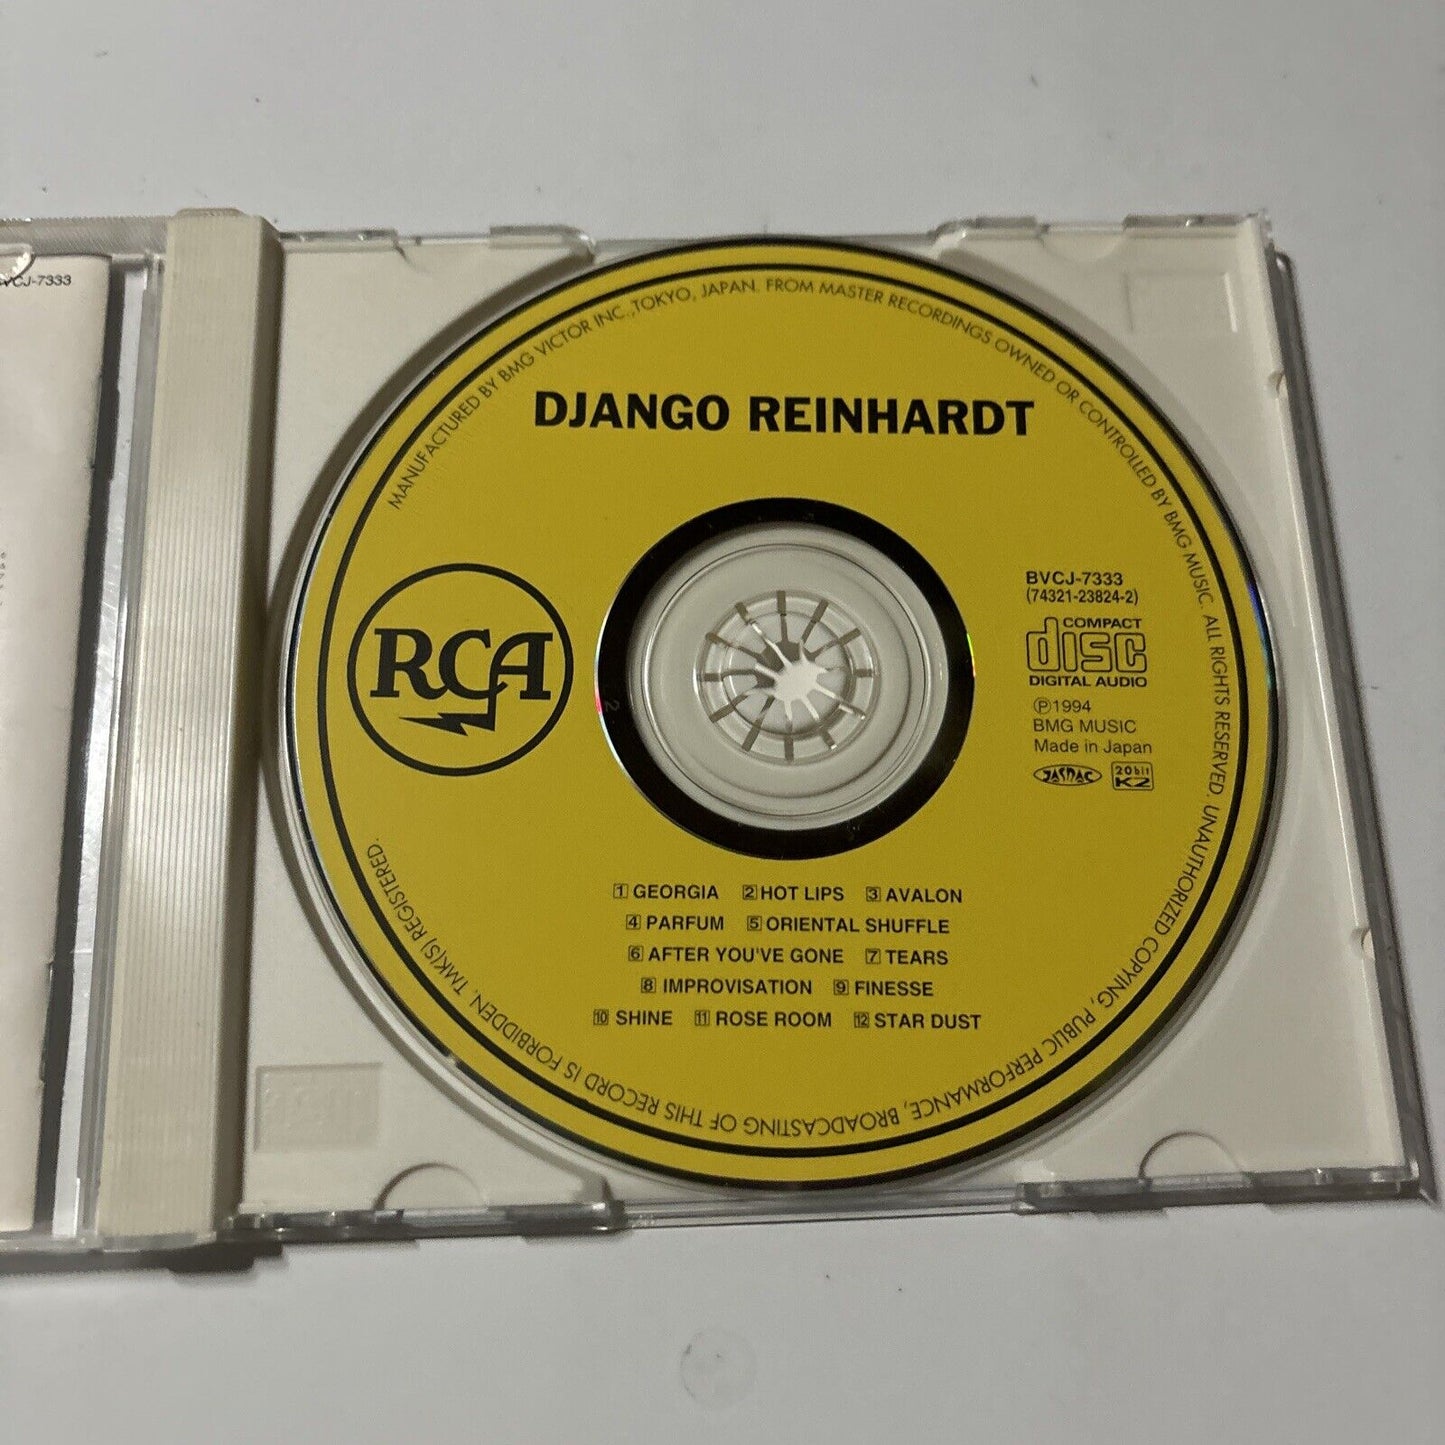 BVCJ-7333
MANUFACTURED BY BMG VICTOR INC.,TOKYO, JAPAN. FROM MASTER RECORDINGS OWNED OR CONTROLLED BY BMG MUSIC. ALL RIGHTS RESERVED. UNAUTHORIZED COPYING, PUBLIC PERFORMANCE, BROADCASTING OF THIS RECORD IS FORBIDDEN. TMK(S) REGISTERED.
DJANGO REINHARDT
RCA
BVCJ-7333
(74321-23824-2)
COMPACT
disc
DIGITAL AUDIO
Ⓟ1994
BMG MUSIC
Made in Japan
JASRAC 20bit K2
1 GEORGIA 2 HOT LIPS 3 AVALON
4 PARFUM 5 ORIENTAL SHUFFLE
6 AFTER YOU'VE GONE 7 TEARS
8 IMPROVISATION 9 FINESSE
10 SHINE 11 ROSE ROOM 12 STAR DUST